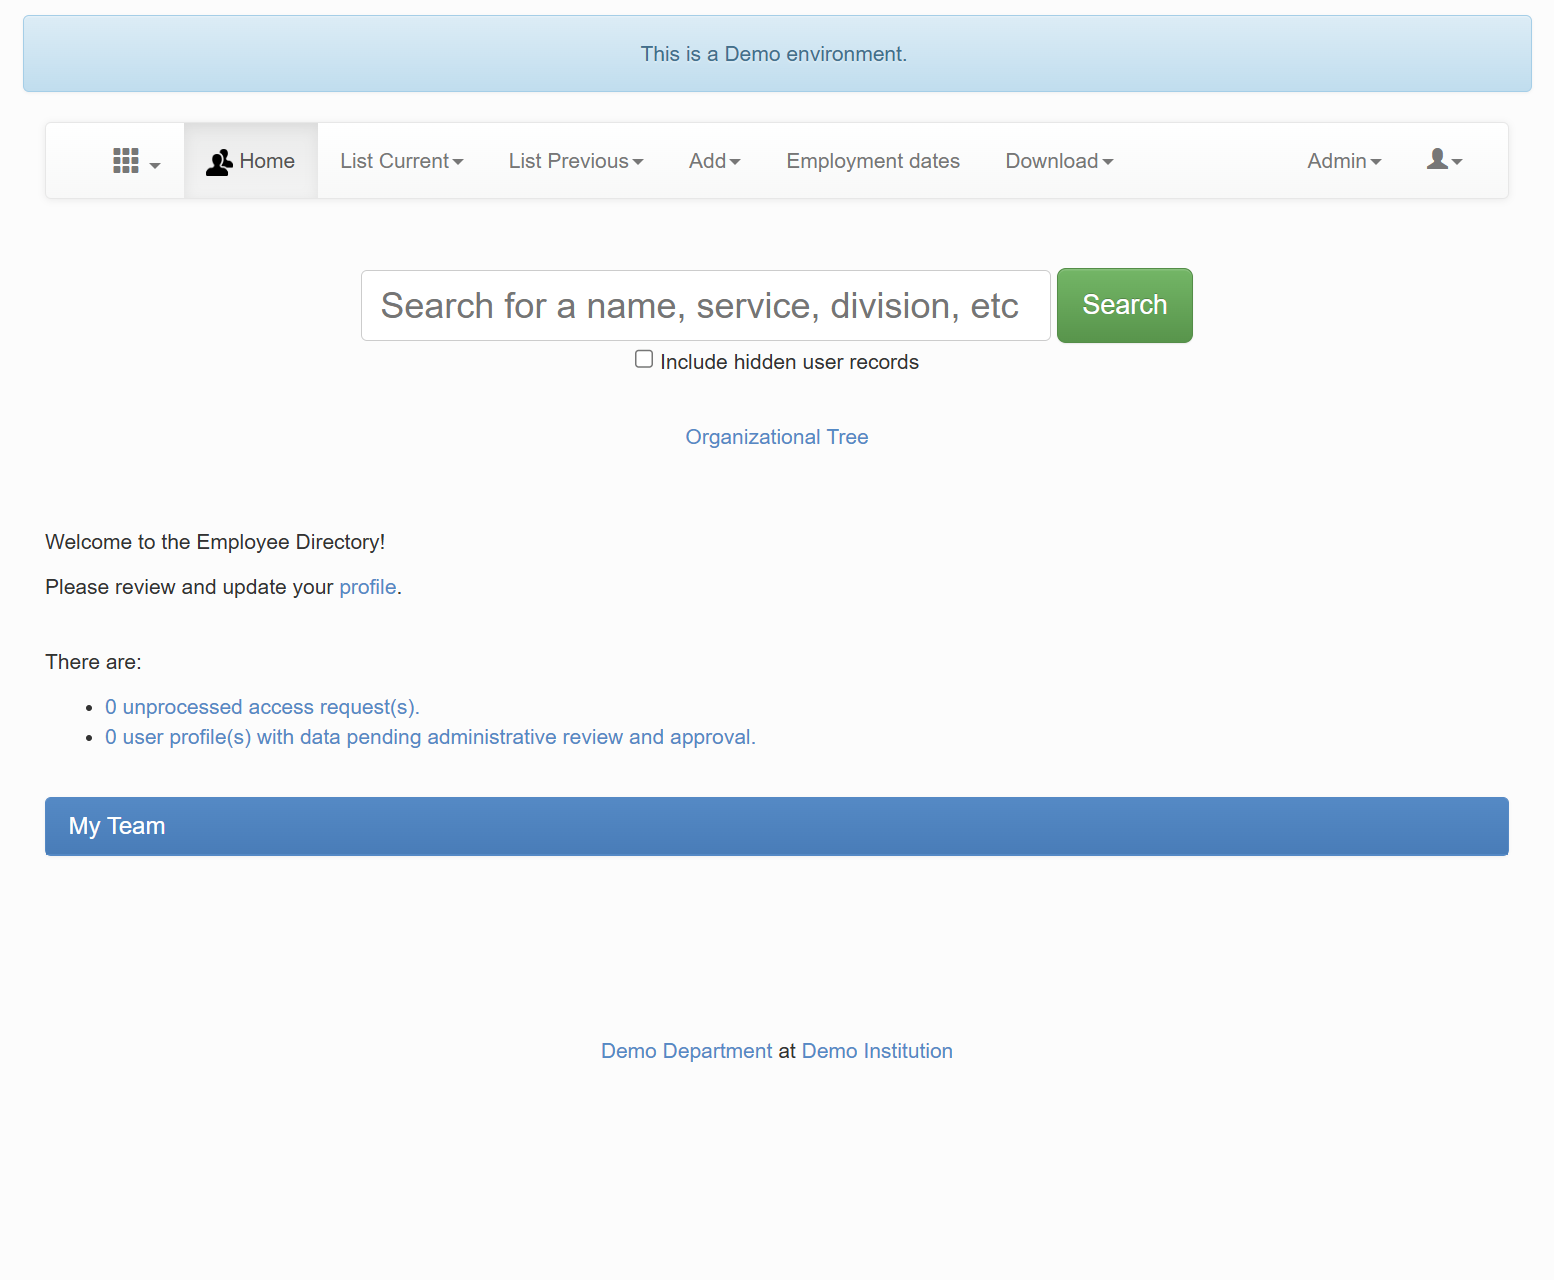 This is a Demo environment.
Home List Current List Previous Add Employment dates Download Admin
Search for a name, service, division, etc Search
Include hidden user records
Organizational Tree
Welcome to the Employee Directory!
Please review and update your profile.
There are:
0 unprocessed access request(s).
0 user profile(s) with data pending administrative review and approval.
My Team
Demo Department at Demo Institution